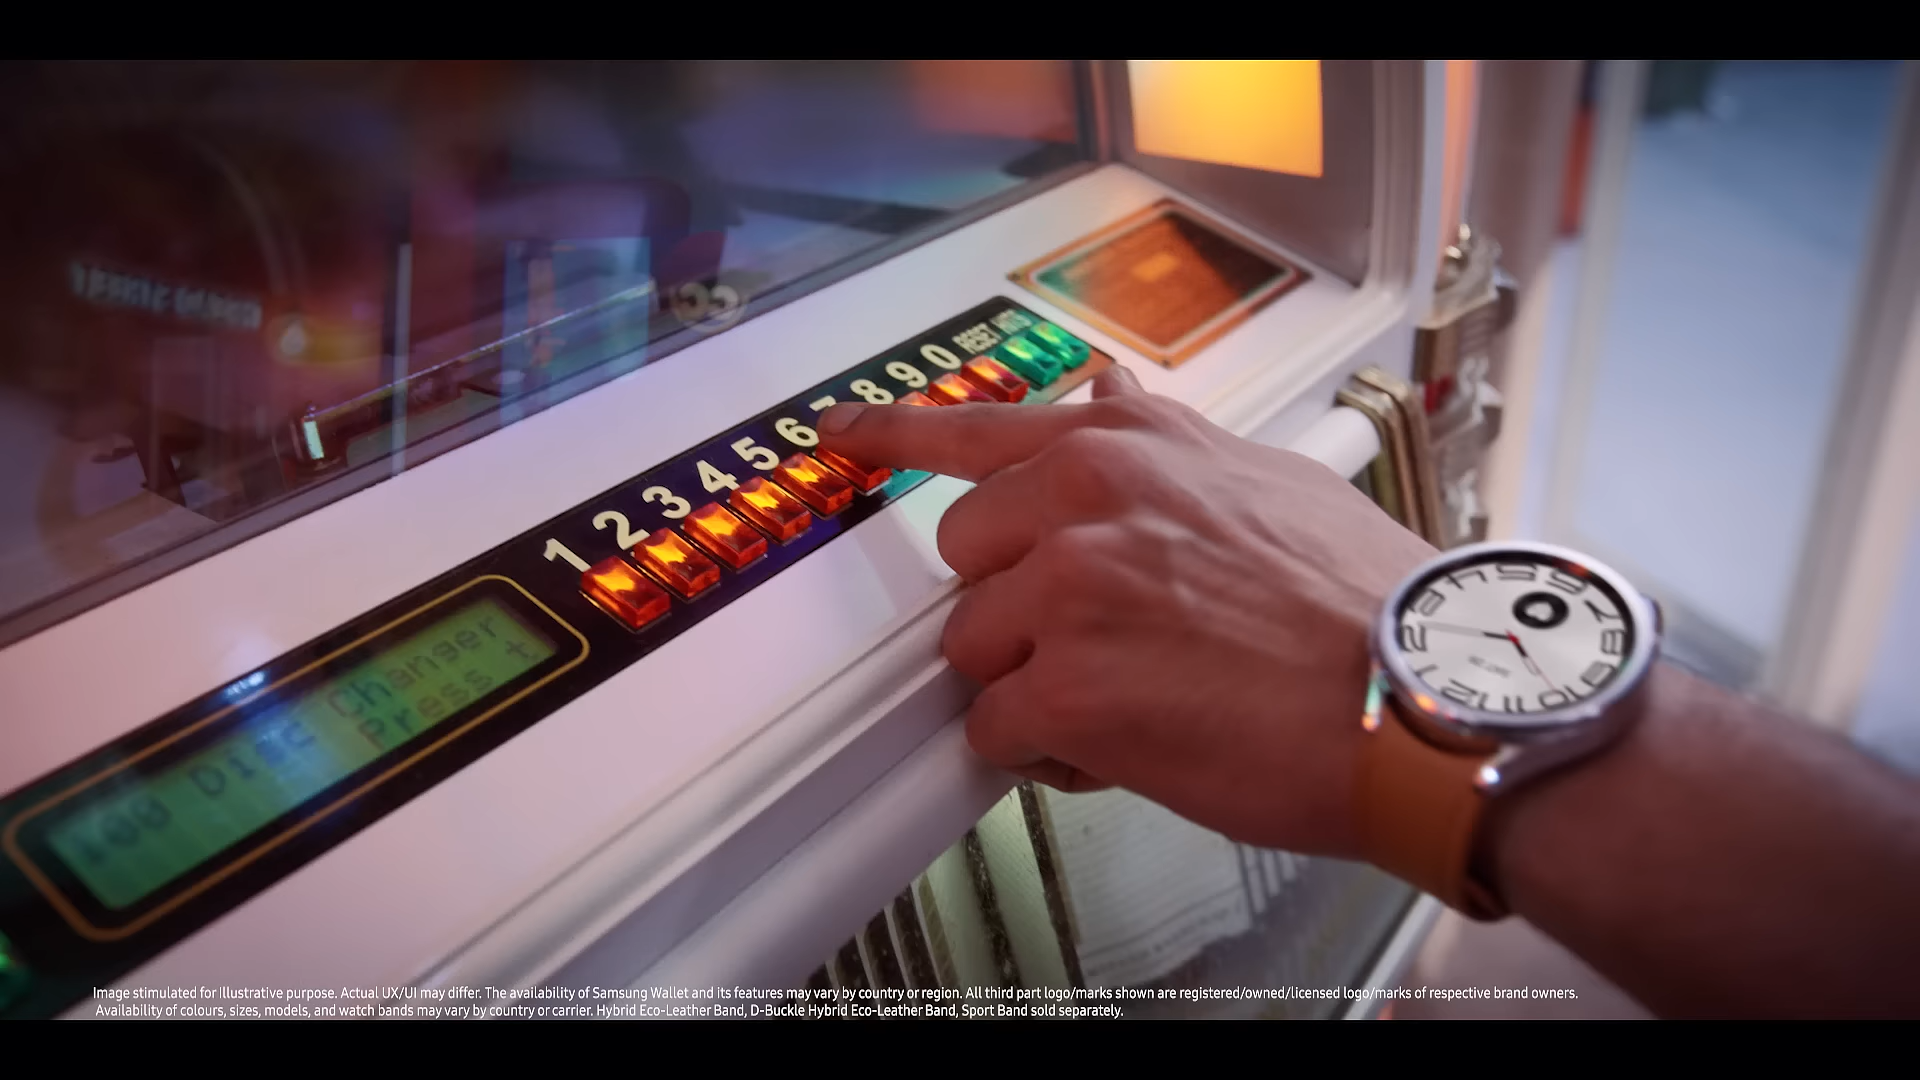 1 2 3 4 5 6 7 8 9 0 RESET HITS
100 Disc Changer
Press
Image stimulated for Illustrative purpose. Actual UX/UI may differ. The availability of Samsung Wallet and its features may vary by country or region. All third part logo/marks shown are registered/owned/licensed logo/marks of respective brand owners.
Availability of colours, sizes, models, and watch bands may vary by country or carrier. Hybrid Eco-Leather Band, D-Buckle Hybrid Eco-Leather Band, Sport Band sold separately.